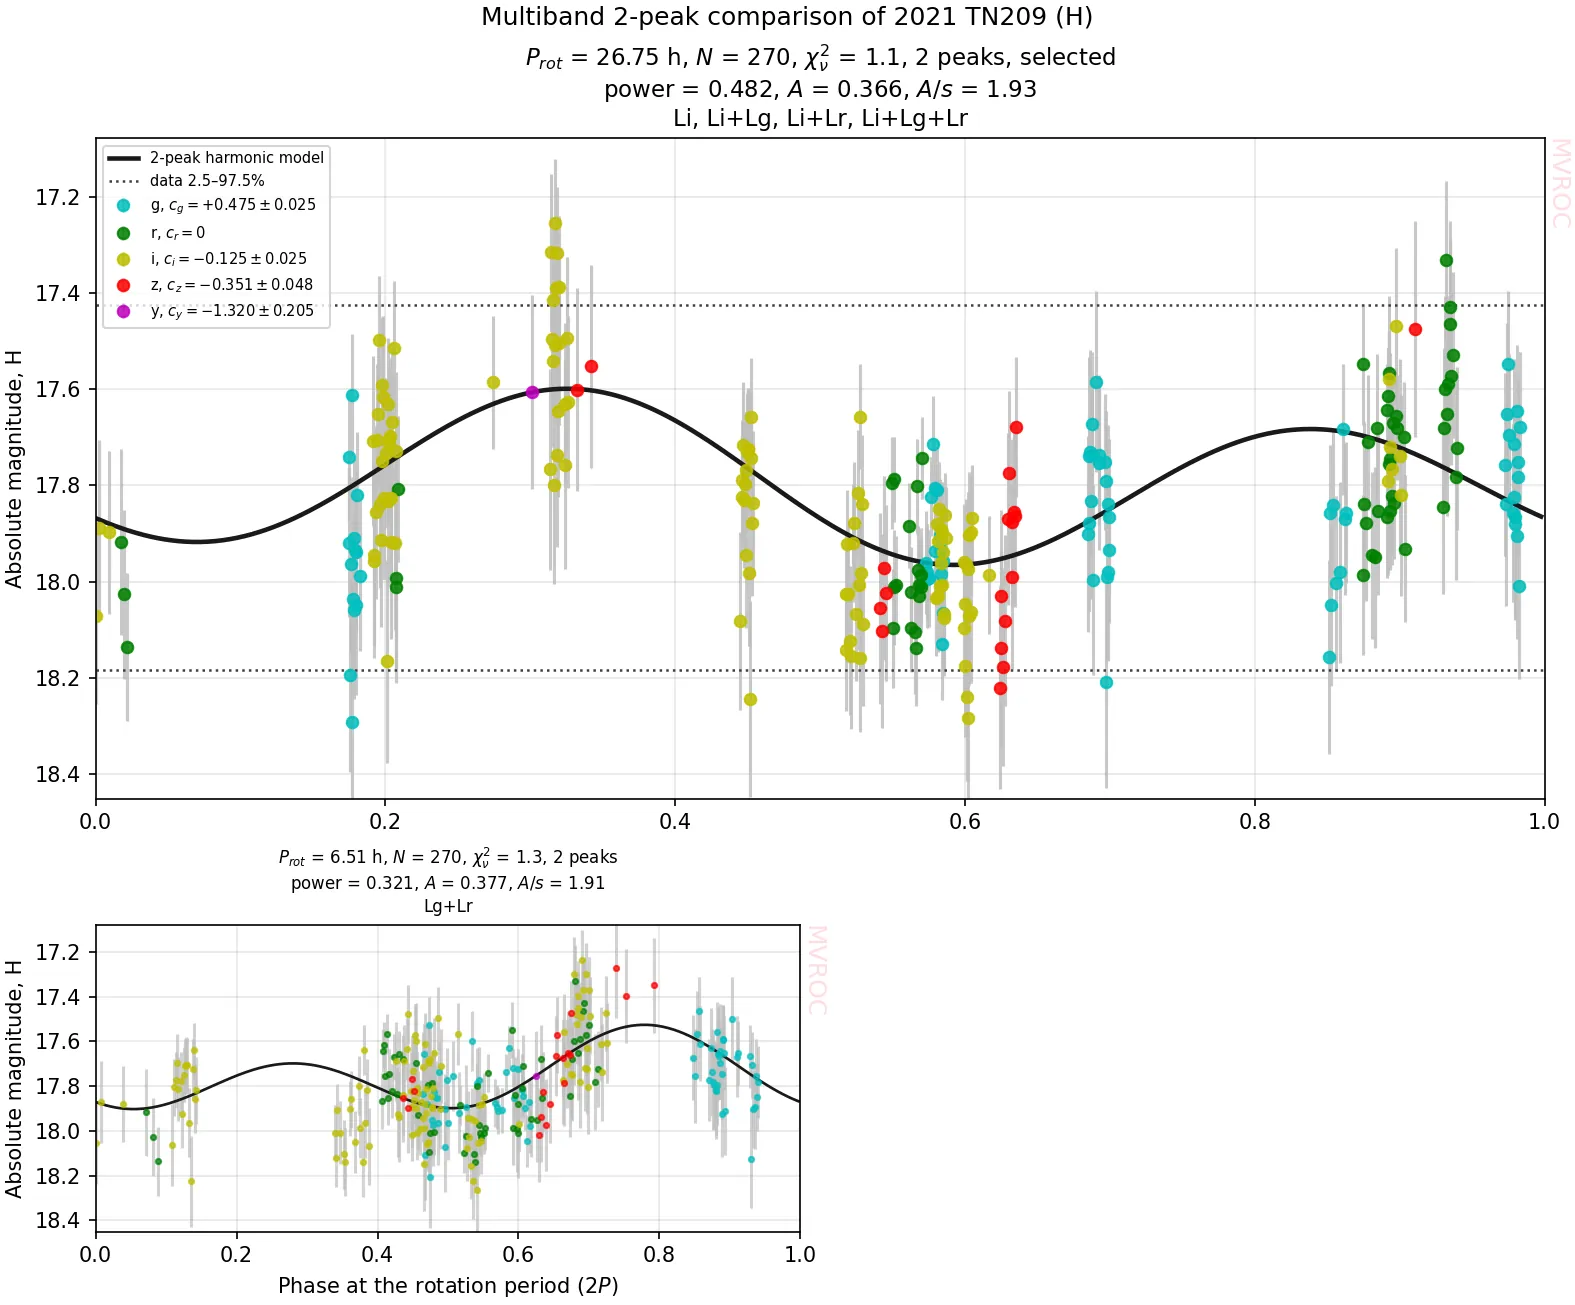 Multiband 2-peak comparison of 2021 TN209 (H)
P_rot = 26.75 h, N = 270, χ²_ν = 1.1, 2 peaks, selected
power = 0.482, A = 0.366, A/s = 1.93
Li, Li+Lg, Li+Lr, Li+Lg+Lr
MVROC
2-peak harmonic model
data 2.5–97.5%
g, c_g = +0.475 ± 0.025
r, c_r = 0
i, c_i = −0.125 ± 0.025
z, c_z = −0.351 ± 0.048
y, c_y = −1.320 ± 0.205
Absolute magnitude, H
17.2
17.4
17.6
17.8
18.0
18.2
18.4
0.0 0.2 0.4 0.6 0.8 1.0
P_rot = 6.51 h, N = 270, χ²_ν = 1.3, 2 peaks
power = 0.321, A = 0.377, A/s = 1.91
Lg+Lr
MVROC
Absolute magnitude, H
17.2
17.4
17.6
17.8
18.0
18.2
18.4
0.0 0.2 0.4 0.6 0.8 1.0
Phase at the rotation period (2P)